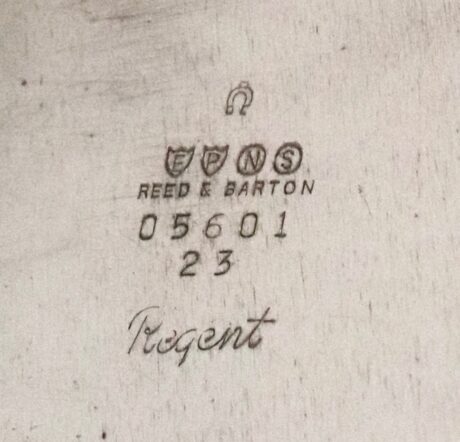 EPNS
REED & BARTON
05601
23
Regent